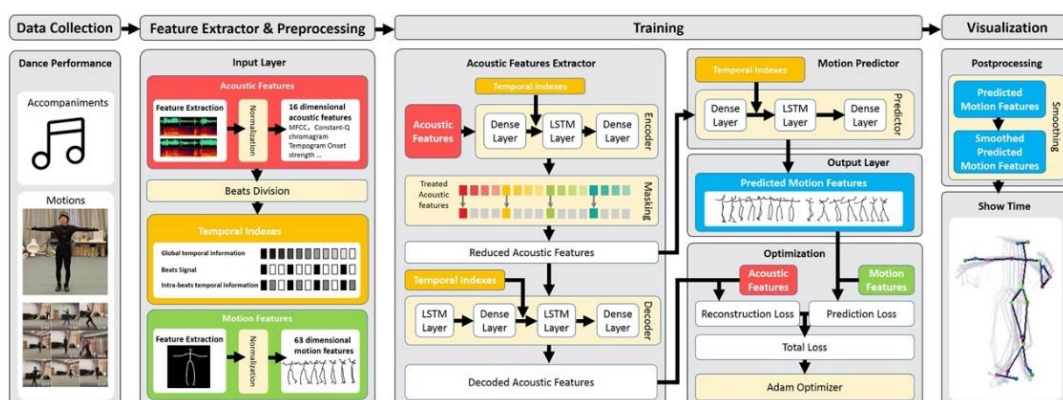 Data Collection
Feature Extractor & Preprocessing
Training
Visualization
Dance Performance
Accompaniments
Motions
Input Layer
Acoustic Features
Feature Extraction
Normalization
16 dimensional
acoustic features
MFCC, Constant-Q
chromagram
Tempogram Onset
strength ...
Beats Division
Temporal Indexes
Global temporal Information
Beats Signal
Intra-beats temporal Information
Motion Features
Feature Extraction
Normalization
63 dimensional
motion features
Acoustic Features Extractor
Temporal Indexes
Acoustic
Features
Dense
Layer
LSTM
Layer
Dense
Layer
Encoder
Treated
Acoustic
features
Masking
Reduced Acoustic Features
Temporal Indexes
LSTM
Layer
Dense
Layer
LSTM
Layer
Dense
Layer
Decoder
Decoded Acoustic Features
Motion Predictor
Temporal Indexes
Dense
Layer
LSTM
Layer
Dense
Layer
Predictor
Output Layer
Predicted Motion Features
Optimization
Acoustic
Features
Motion
Features
Reconstruction Loss
Prediction Loss
Total Loss
Adam Optimizer
Postprocessing
Predicted
Motion Features
Smoothed
Predicted
Motion Features
Smoothing
Show Time